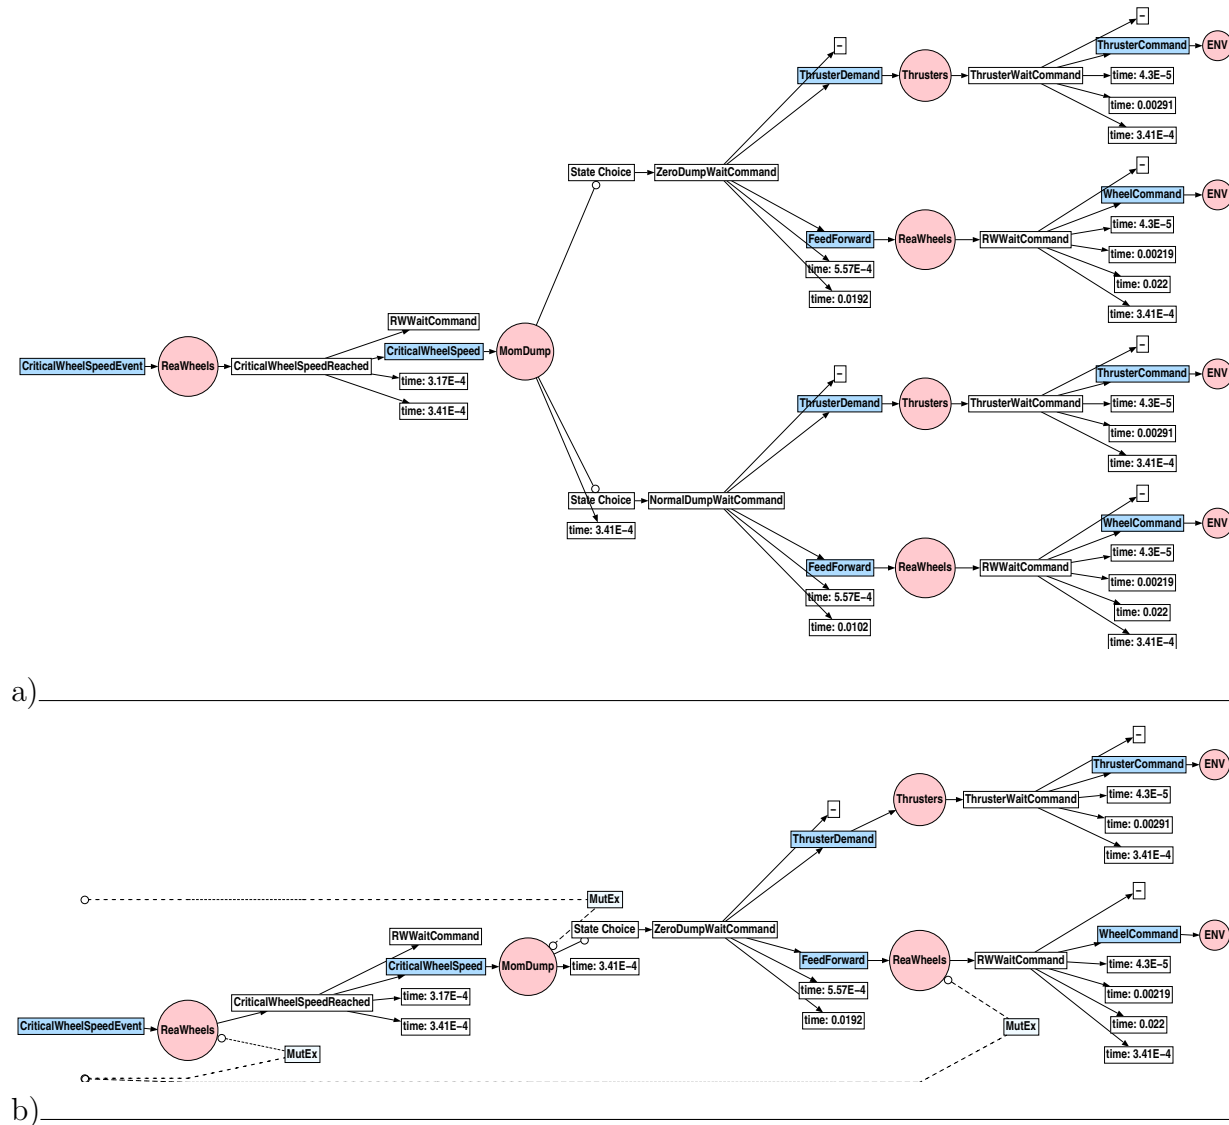 –
ThrusterCommand
ENV
–
ThrusterDemand
Thrusters
ThrusterWaitCommand
time: 4.3E–5
time: 0.00291
time: 3.41E–4
State Choice
ZeroDumpWaitCommand
–
WheelCommand
ENV
FeedForward
ReaWheels
RWWaitCommand
time: 4.3E–5
time: 0.00219
time: 5.57E–4
time: 0.022
time: 0.0192
time: 3.41E–4
RWWaitCommand
CriticalWheelSpeed
MomDump
CriticalWheelSpeedEvent
ReaWheels
CriticalWheelSpeedReached
time: 3.17E–4
time: 3.41E–4
–
ThrusterCommand
ENV
–
ThrusterDemand
Thrusters
ThrusterWaitCommand
time: 4.3E–5
time: 0.00291
time: 3.41E–4
State Choice
NormalDumpWaitCommand
time: 3.41E–4
–
WheelCommand
ENV
FeedForward
ReaWheels
RWWaitCommand
time: 4.3E–5
time: 0.00219
time: 5.57E–4
time: 0.022
time: 0.0102
time: 3.41E–4
a)
–
ThrusterCommand
ENV
Thrusters
ThrusterWaitCommand
time: 4.3E–5
–
time: 0.00291
ThrusterDemand
time: 3.41E–4
MutEx
–
State Choice
ZeroDumpWaitCommand
RWWaitCommand
WheelCommand
ENV
CriticalWheelSpeed
MomDump
time: 3.41E–4
FeedForward
ReaWheels
RWWaitCommand
time: 4.3E–5
time: 5.57E–4
time: 0.00219
CriticalWheelSpeedReached
time: 3.17E–4
time: 0.0192
CriticalWheelSpeedEvent
ReaWheels
time: 3.41E–4
MutEx
time: 0.022
MutEx
time: 3.41E–4
b)